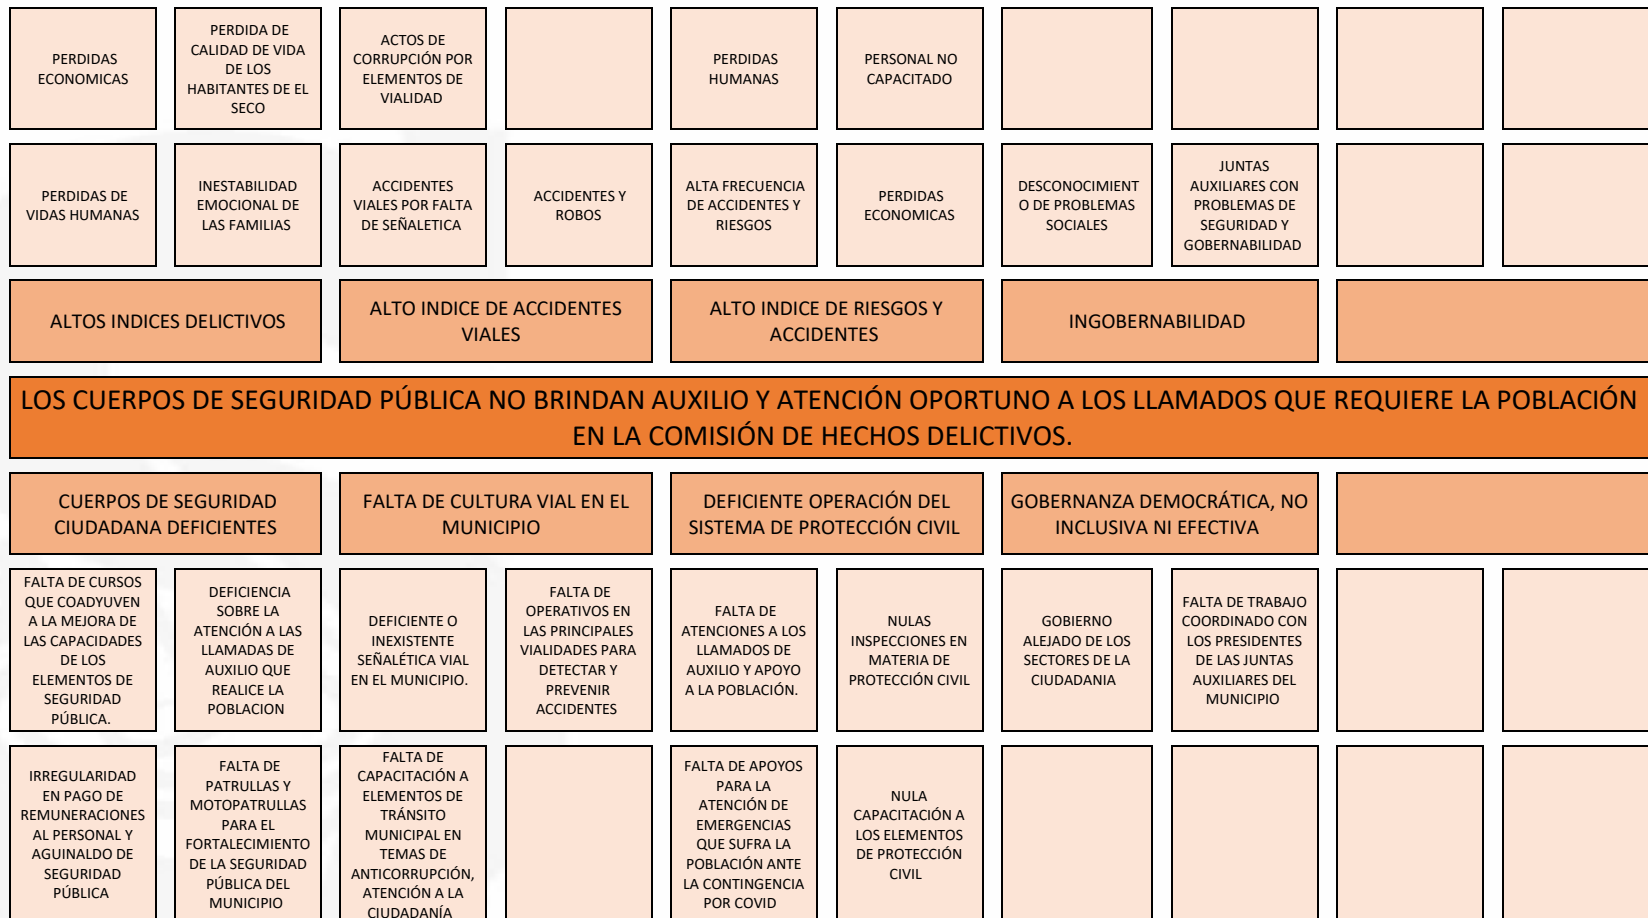 PERDIDAS
ECONOMICAS
PERDIDA DE
CALIDAD DE VIDA
DE LOS
HABITANTES DE EL
SECO
ACTOS DE
CORRUPCIÓN POR
ELEMENTOS DE
VIALIDAD
PERDIDAS
HUMANAS
PERSONAL NO
CAPACITADO
PERDIDAS DE
VIDAS HUMANAS
INESTABILIDAD
EMOCIONAL DE
LAS FAMILIAS
ACCIDENTES
VIALES POR FALTA
DE SEÑALETICA
ACCIDENTES Y
ROBOS
ALTA FRECUENCIA
DE ACCIDENTES Y
RIESGOS
PERDIDAS
ECONOMICAS
DESCONOCIMIENT
O DE PROBLEMAS
SOCIALES
JUNTAS
AUXILIARES CON
PROBLEMAS DE
SEGURIDAD Y
GOBERNABILIDAD
ALTOS INDICES DELICTIVOS
ALTO INDICE DE ACCIDENTES
VIALES
ALTO INDICE DE RIESGOS Y
ACCIDENTES
INGOBERNABILIDAD
LOS CUERPOS DE SEGURIDAD PÚBLICA NO BRINDAN AUXILIO Y ATENCIÓN OPORTUNO A LOS LLAMADOS QUE REQUIERE LA POBLACIÓN
EN LA COMISIÓN DE HECHOS DELICTIVOS.
CUERPOS DE SEGURIDAD
CIUDADANA DEFICIENTES
FALTA DE CULTURA VIAL EN EL
MUNICIPIO
DEFICIENTE OPERACIÓN DEL
SISTEMA DE PROTECCIÓN CIVIL
GOBERNANZA DEMOCRÁTICA, NO
INCLUSIVA NI EFECTIVA
FALTA DE CURSOS
QUE COADYUVEN
A LA MEJORA DE
LAS CAPACIDADES
DE LOS
ELEMENTOS DE
SEGURIDAD
PÚBLICA.
DEFICIENCIA
SOBRE LA
ATENCIÓN A LAS
LLAMADAS DE
AUXILIO QUE
REALICE LA
POBLACION
DEFICIENTE O
INEXISTENTE
SEÑALÉTICA VIAL
EN EL MUNICIPIO.
FALTA DE
OPERATIVOS EN
LAS PRINCIPALES
VIALIDADES PARA
DETECTAR Y
PREVENIR
ACCIDENTES
FALTA DE
ATENCIONES A LOS
LLAMADOS DE
AUXILIO Y APOYO
A LA POBLACIÓN.
NULAS
INSPECCIONES EN
MATERIA DE
PROTECCIÓN CIVIL
GOBIERNO
ALEJADO DE LOS
SECTORES DE LA
CIUDADANIA
FALTA DE TRABAJO
COORDINADO CON
LOS PRESIDENTES
DE LAS JUNTAS
AUXILIARES DEL
MUNICIPIO
IRREGULARIDAD
EN PAGO DE
REMUNERACIONES
AL PERSONAL Y
AGUINALDO DE
SEGURIDAD
PÚBLICA
FALTA DE
PATRULLAS Y
MOTOPATRULLAS
PARA EL
FORTALECIMIENTO
DE LA SEGURIDAD
PÚBLICA DEL
MUNICIPIO
FALTA DE
CAPACITACIÓN A
ELEMENTOS DE
TRÁNSITO
MUNICIPAL EN
TEMAS DE
ANTICORRUPCIÓN,
ATENCIÓN A LA
CIUDADANÍA
FALTA DE APOYOS
PARA LA
ATENCIÓN DE
EMERGENCIAS
QUE SUFRA LA
POBLACIÓN ANTE
LA CONTINGENCIA
POR COVID
NULA
CAPACITACIÓN A
LOS ELEMENTOS
DE PROTECCIÓN
CIVIL